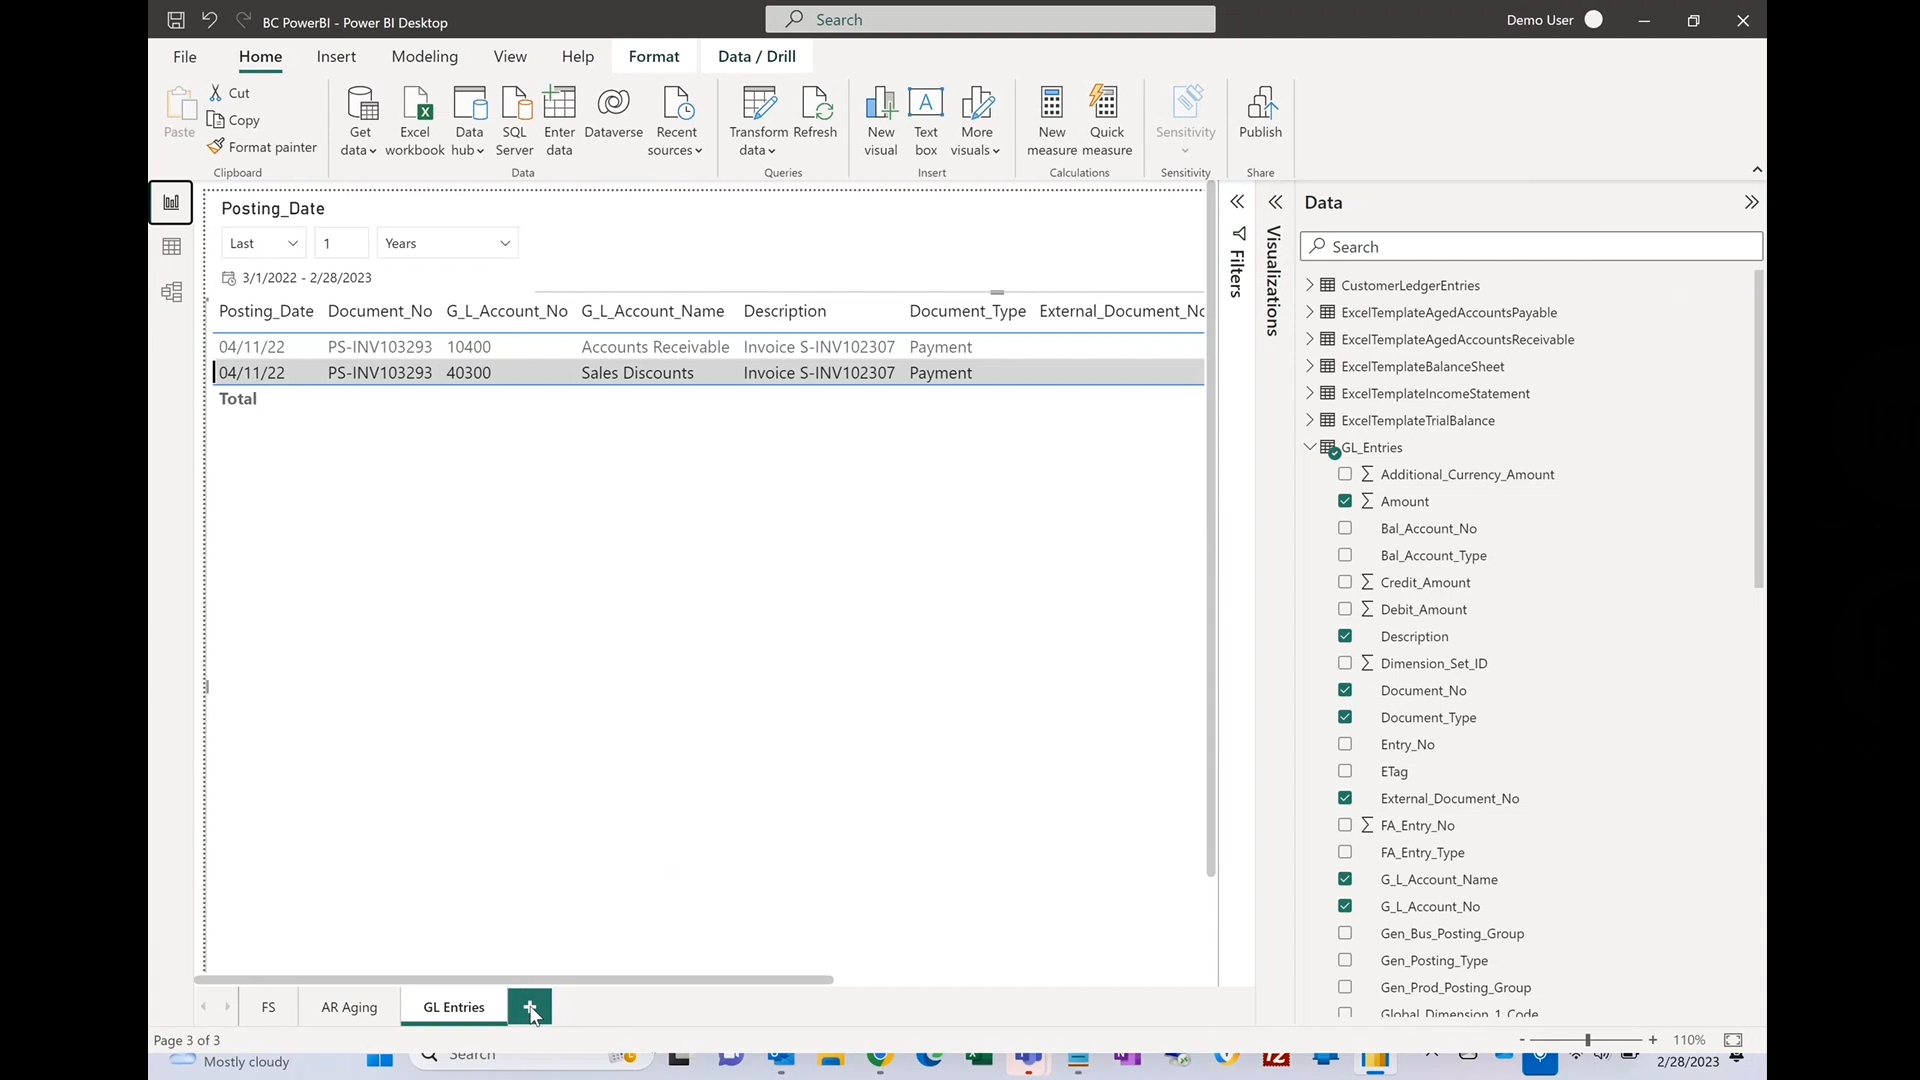 BC PowerBI - Power BI Desktop
Search
Demo User
File Home Insert Modeling View Help Format Data / Drill
Paste
Cut
Copy
Format painter
Clipboard
Get data
Excel workbook
Data hub
SQL Server
Enter data
Dataverse
Recent sources
Data
Transform data
Refresh
Queries
New visual
Text box
More visuals
Insert
New measure
Quick measure
Calculations
Sensitivity
Sensitivity
Publish
Share
Posting_Date
Last 1 Years
3/1/2022 - 2/28/2023
Posting_Date Document_No G_L_Account_No G_L_Account_Name Description Document_Type External_Document_No
04/11/22 PS-INV103293 10400 Accounts Receivable Invoice S-INV102307 Payment
04/11/22 PS-INV103293 40300 Sales Discounts Invoice S-INV102307 Payment
Total
Filters
Visualizations
Data
Search
CustomerLedgerEntries
ExcelTemplateAgedAccountsPayable
ExcelTemplateAgedAccountsReceivable
ExcelTemplateBalanceSheet
ExcelTemplateIncomeStatement
ExcelTemplateTrialBalance
GL_Entries
Additional_Currency_Amount
Amount
Bal_Account_No
Bal_Account_Type
Credit_Amount
Debit_Amount
Description
Dimension_Set_ID
Document_No
Document_Type
Entry_No
ETag
External_Document_No
FA_Entry_No
FA_Entry_Type
G_L_Account_Name
G_L_Account_No
Gen_Bus_Posting_Group
Gen_Posting_Type
Gen_Prod_Posting_Group
Global_Dimension_1_Code
FS AR Aging GL Entries
Page 3 of 3
110%
Mostly cloudy
Search
2/28/2023